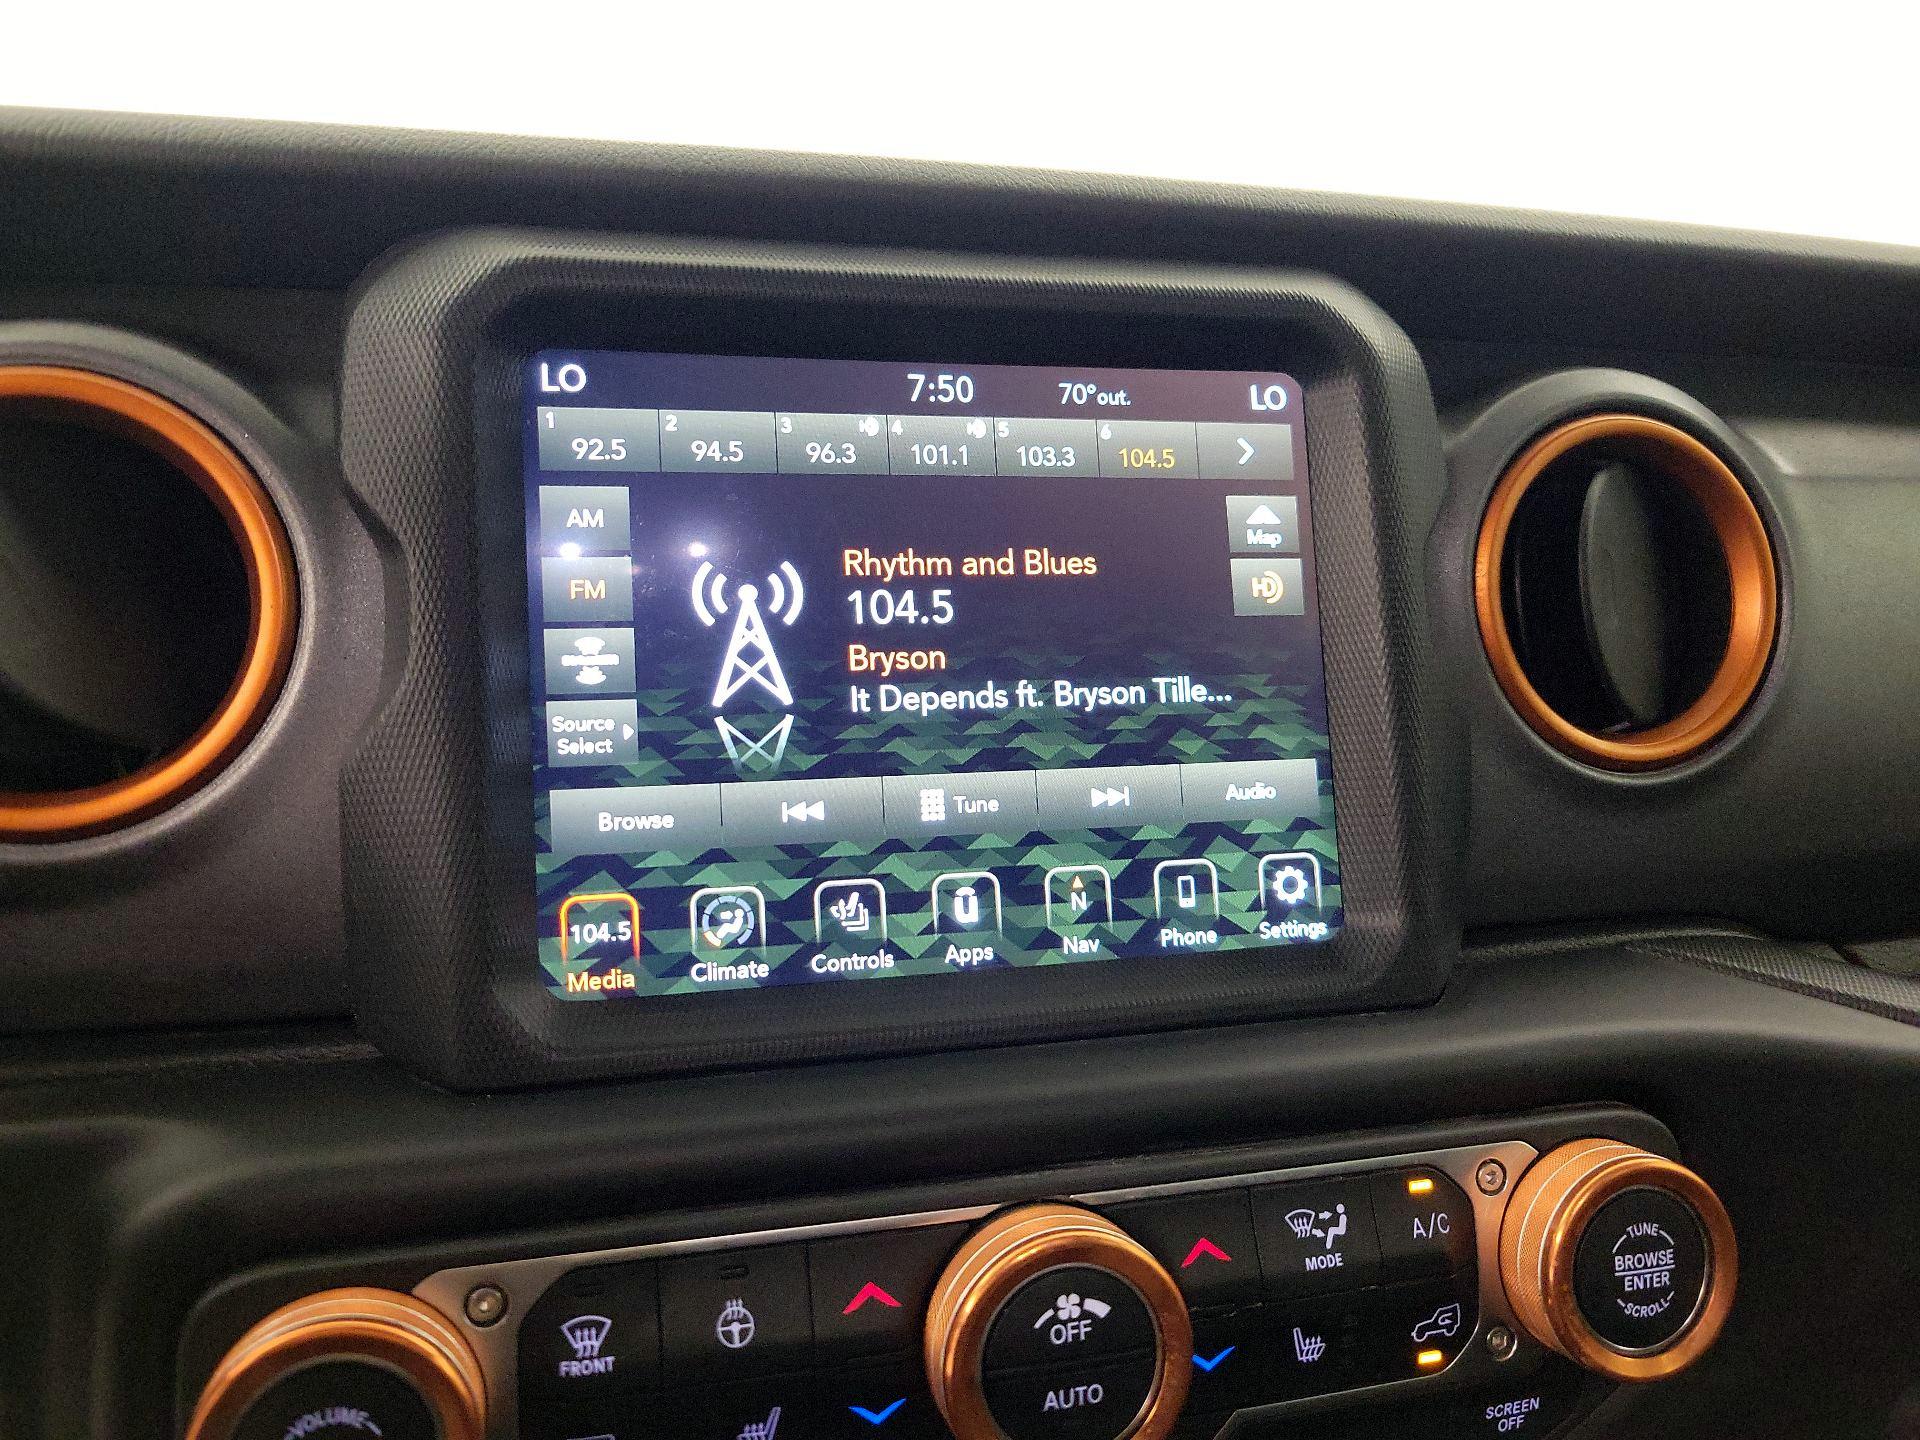 LO 7:50 70° out. LO
1 2 3 HD 4 HD 5 6
92.5 94.5 96.3 101.1 103.3 104.5
AM
Map
FM
HD
Rhythm and Blues
104.5
Bryson
It Depends ft. Bryson Tille...
Source
Select
Browse Tune Audio
104.5 N
Media Climate Controls Apps Nav Phone Settings
FRONT
OFF
AUTO
MODE
A/C
TUNE
BROWSE
ENTER
SCROLL
VOLUME
SCREEN
OFF